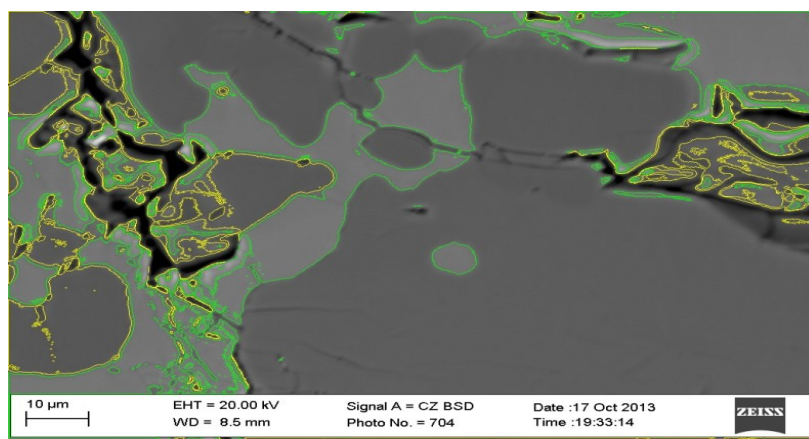 10 µm
EHT = 20.00 kV
WD = 8.5 mm
Signal A = CZ BSD
Photo No. = 704
Date :17 Oct 2013
Time :19:33:14
ZEISS